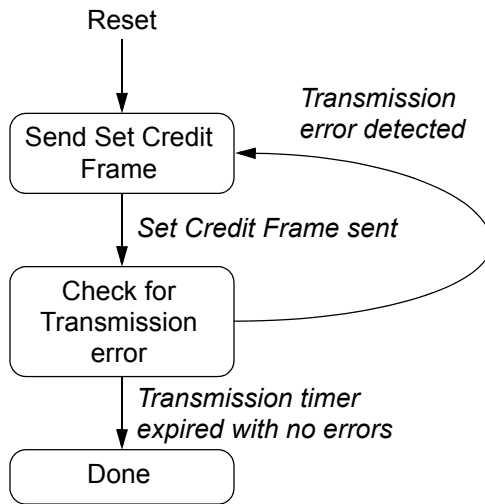 Reset
Transmission
error detected
Send Set Credit
Frame
Set Credit Frame sent
Check for
Transmission
error
Transmission timer
expired with no errors
Done